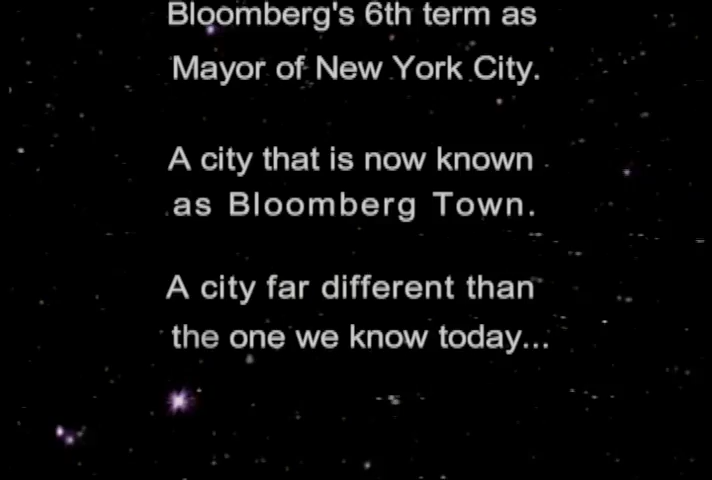 Bloomberg's 6th term as
Mayor of New York City.
A city that is now known
as Bloomberg Town.
A city far different than
the one we know today...